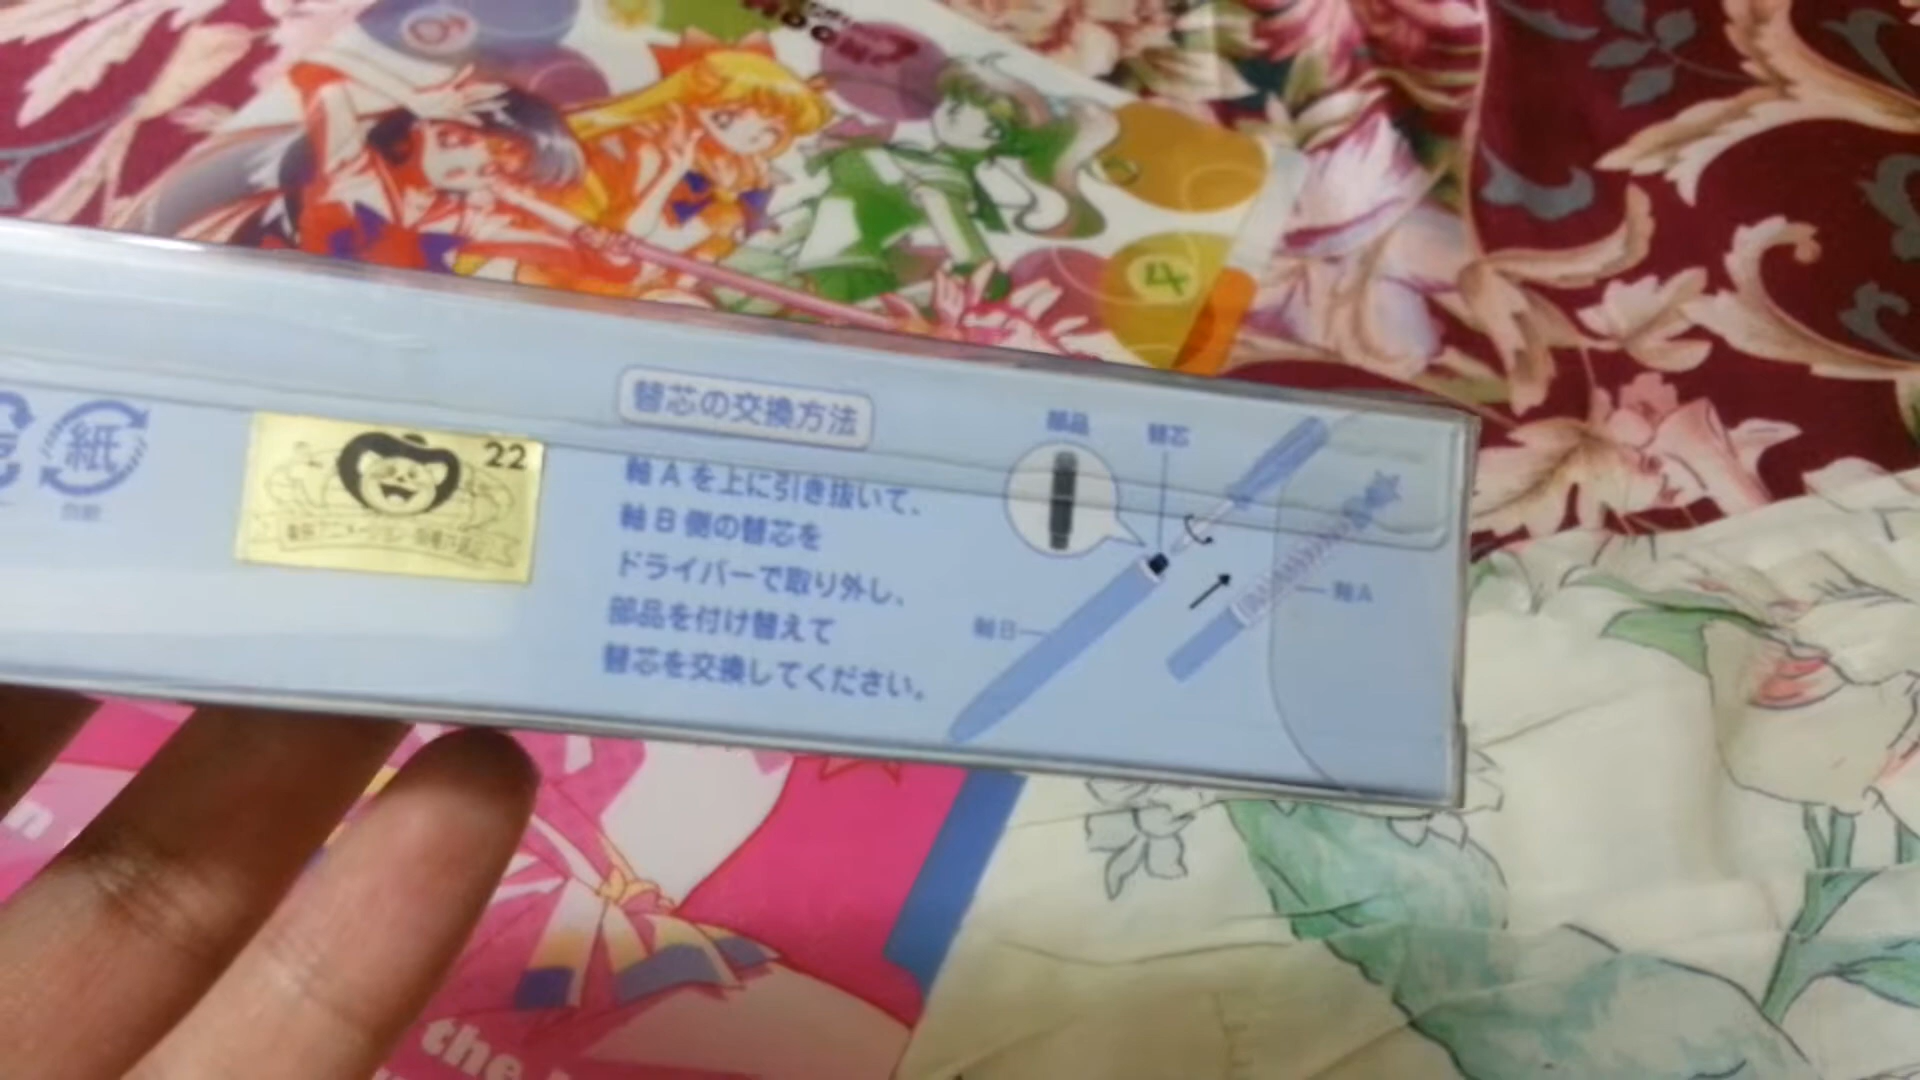 紙
22
替芯の交換方法
軸Aを上に引き抜いて、
軸B側の替芯を
ドライバーで取り外し、
部品を付け替えて
替芯を交換してください。
部品
替芯
軸A
軸B
the